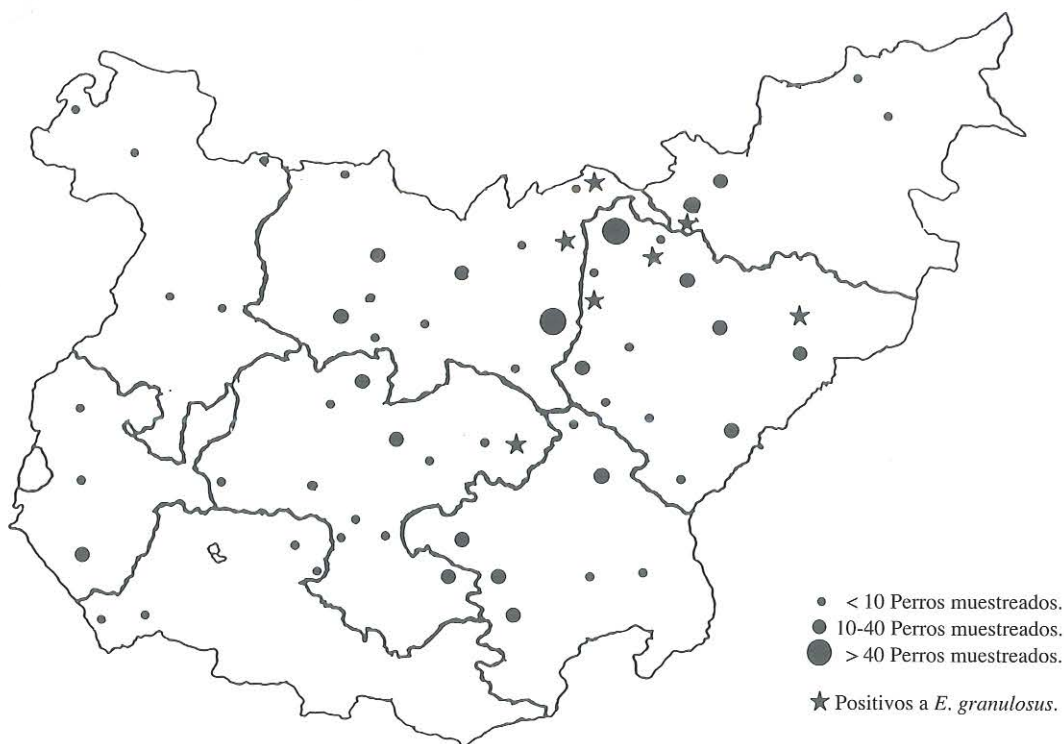 < 10 Perros muestreados.
10-40 Perros muestreados.
> 40 Perros muestreados.
Positivos a E. granulosus.